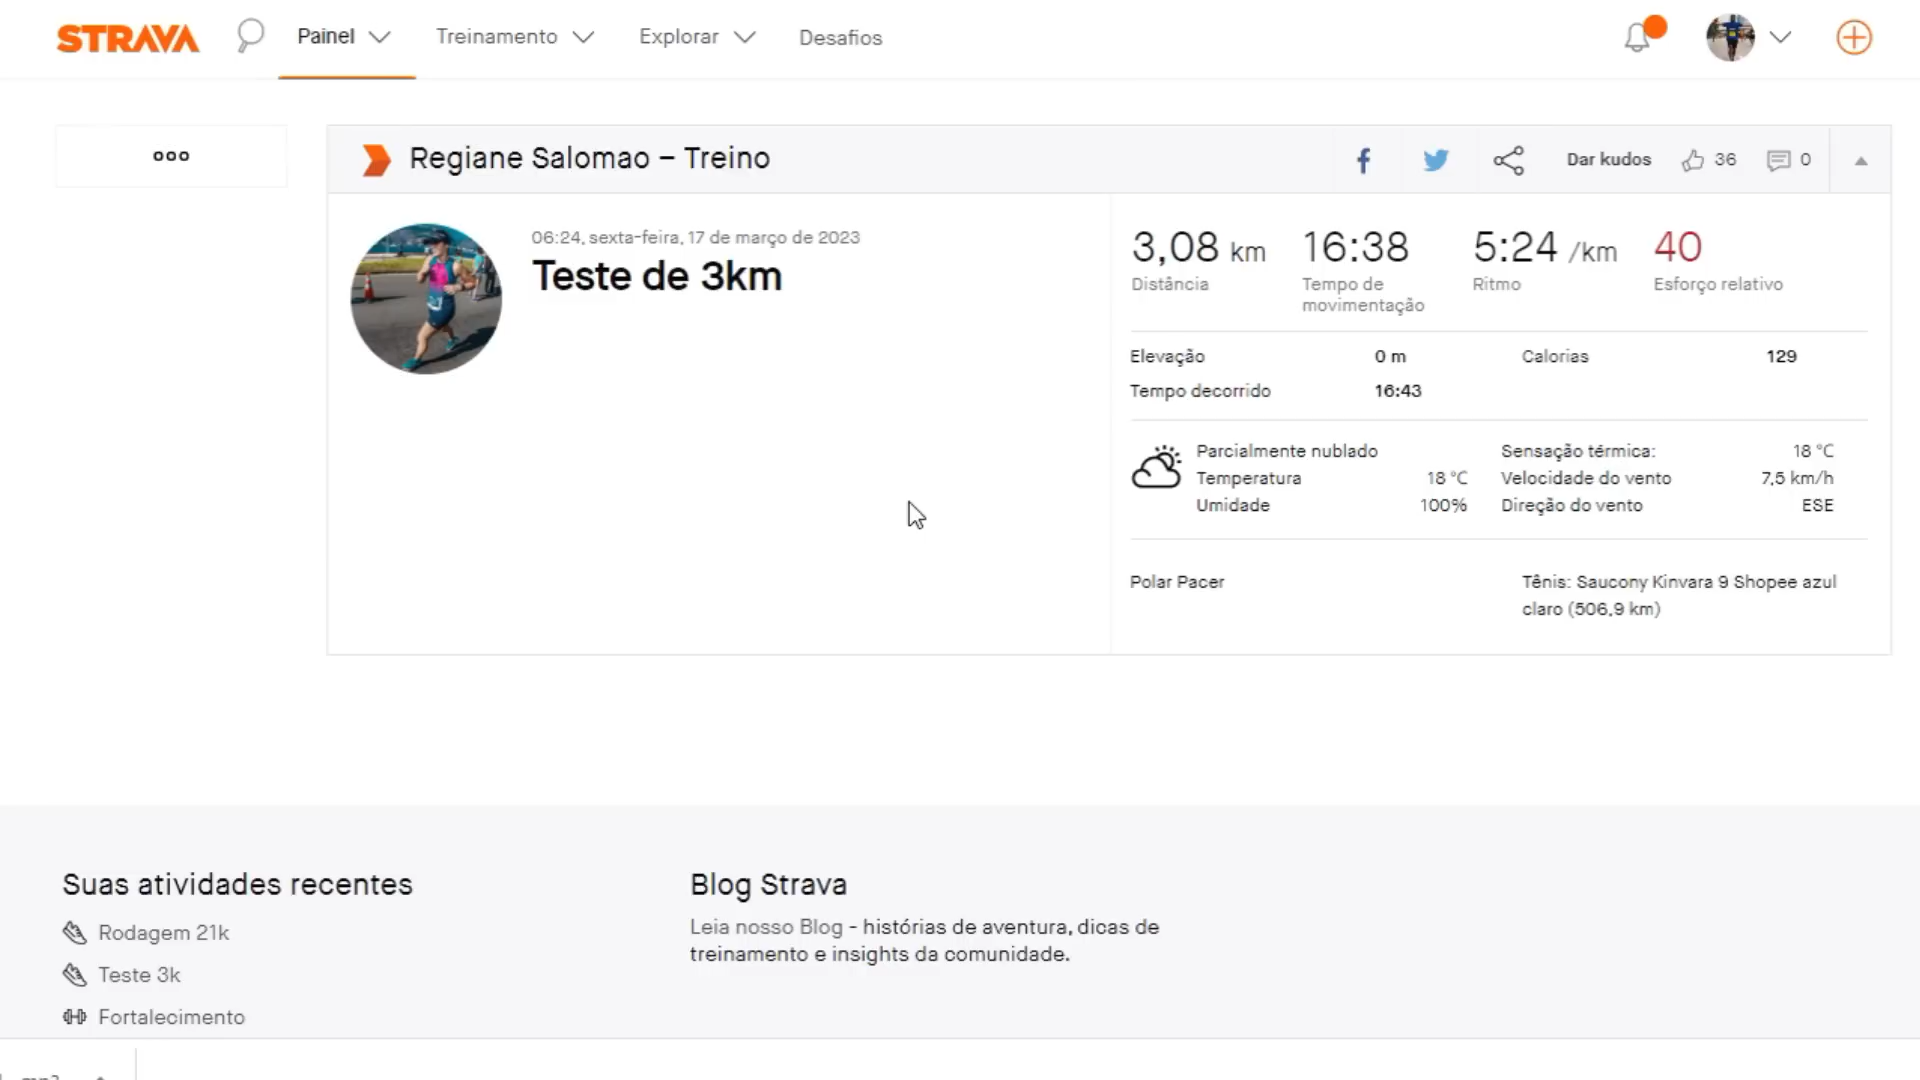 STRAVA Painel Treinamento Explorar Desafios
Regiane Salomao – Treino Dar kudos 36 0
06:24, sexta-feira, 17 de março de 2023
Teste de 3km
3,08 km 16:38 5:24 /km 40
Distância Tempo de movimentação Ritmo Esforço relativo
Elevação 0 m Calorias 129
Tempo decorrido 16:43
Parcialmente nublado Sensação térmica: 18 °C
Temperatura 18 °C Velocidade do vento 7,5 km/h
Umidade 100% Direção do vento ESE
Polar Pacer Tênis: Saucony Kinvara 9 Shopee azul
claro (506,9 km)
Suas atividades recentes Blog Strava
Rodagem 21k Leia nosso Blog - histórias de aventura, dicas de
treinamento e insights da comunidade.
Teste 3k
Fortalecimento